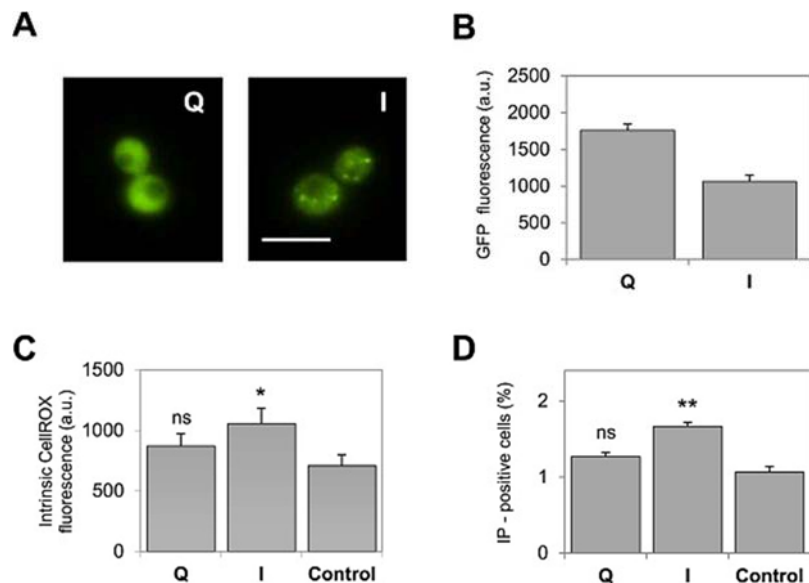 A
Q
I
B
GFP fluorescence (a.u.)
2500
2000
1500
1000
500
0
Q I
C
Intrinsic CellROX
fluorescence (a.u.)
1500
1000
500
0
ns
*
Q I Control
D
IP - positive cells (%)
2
1
0
ns
**
Q I Control